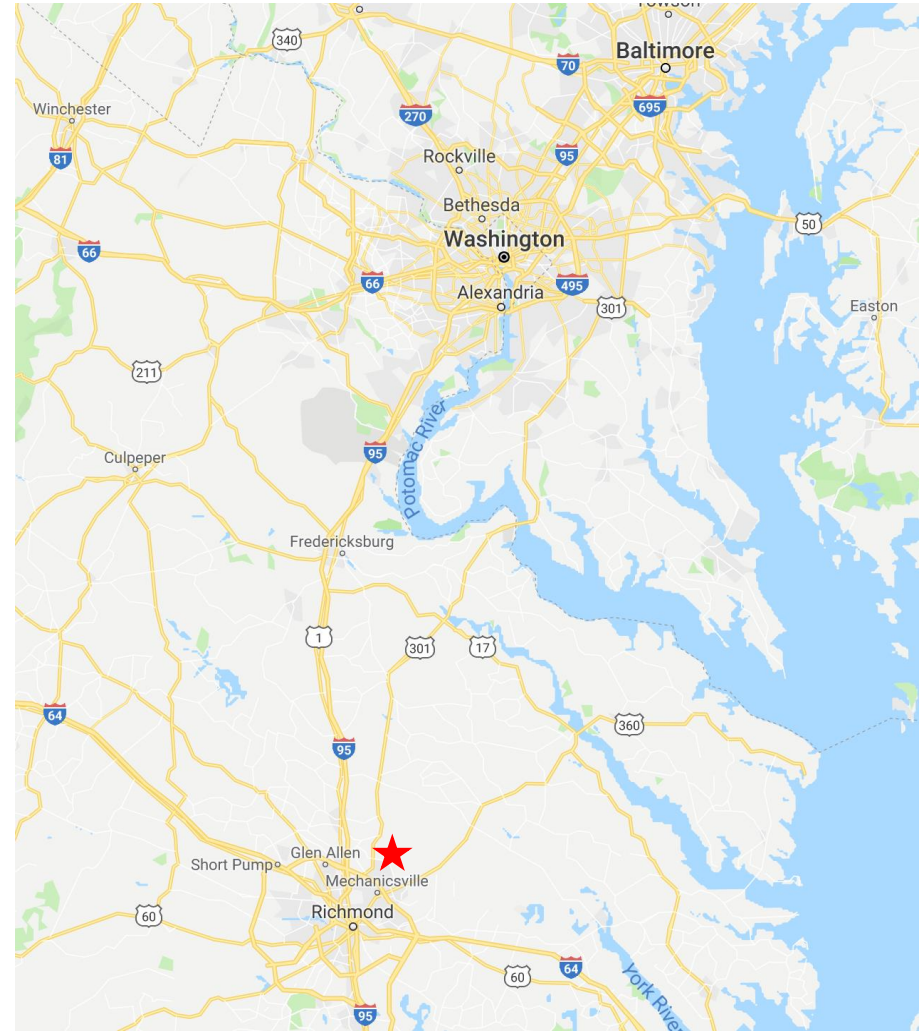 Towson
340
Baltimore
70
695
Winchester
270
Rockville
95
81
Bethesda
50
Washington
66
66
495
Alexandria
301
Easton
211
Potomac River
95
Culpeper
Fredericksburg
1
301
17
64
360
95
Glen Allen
Short Pump
Mechanicsville
60
Richmond
64
60
York River
95